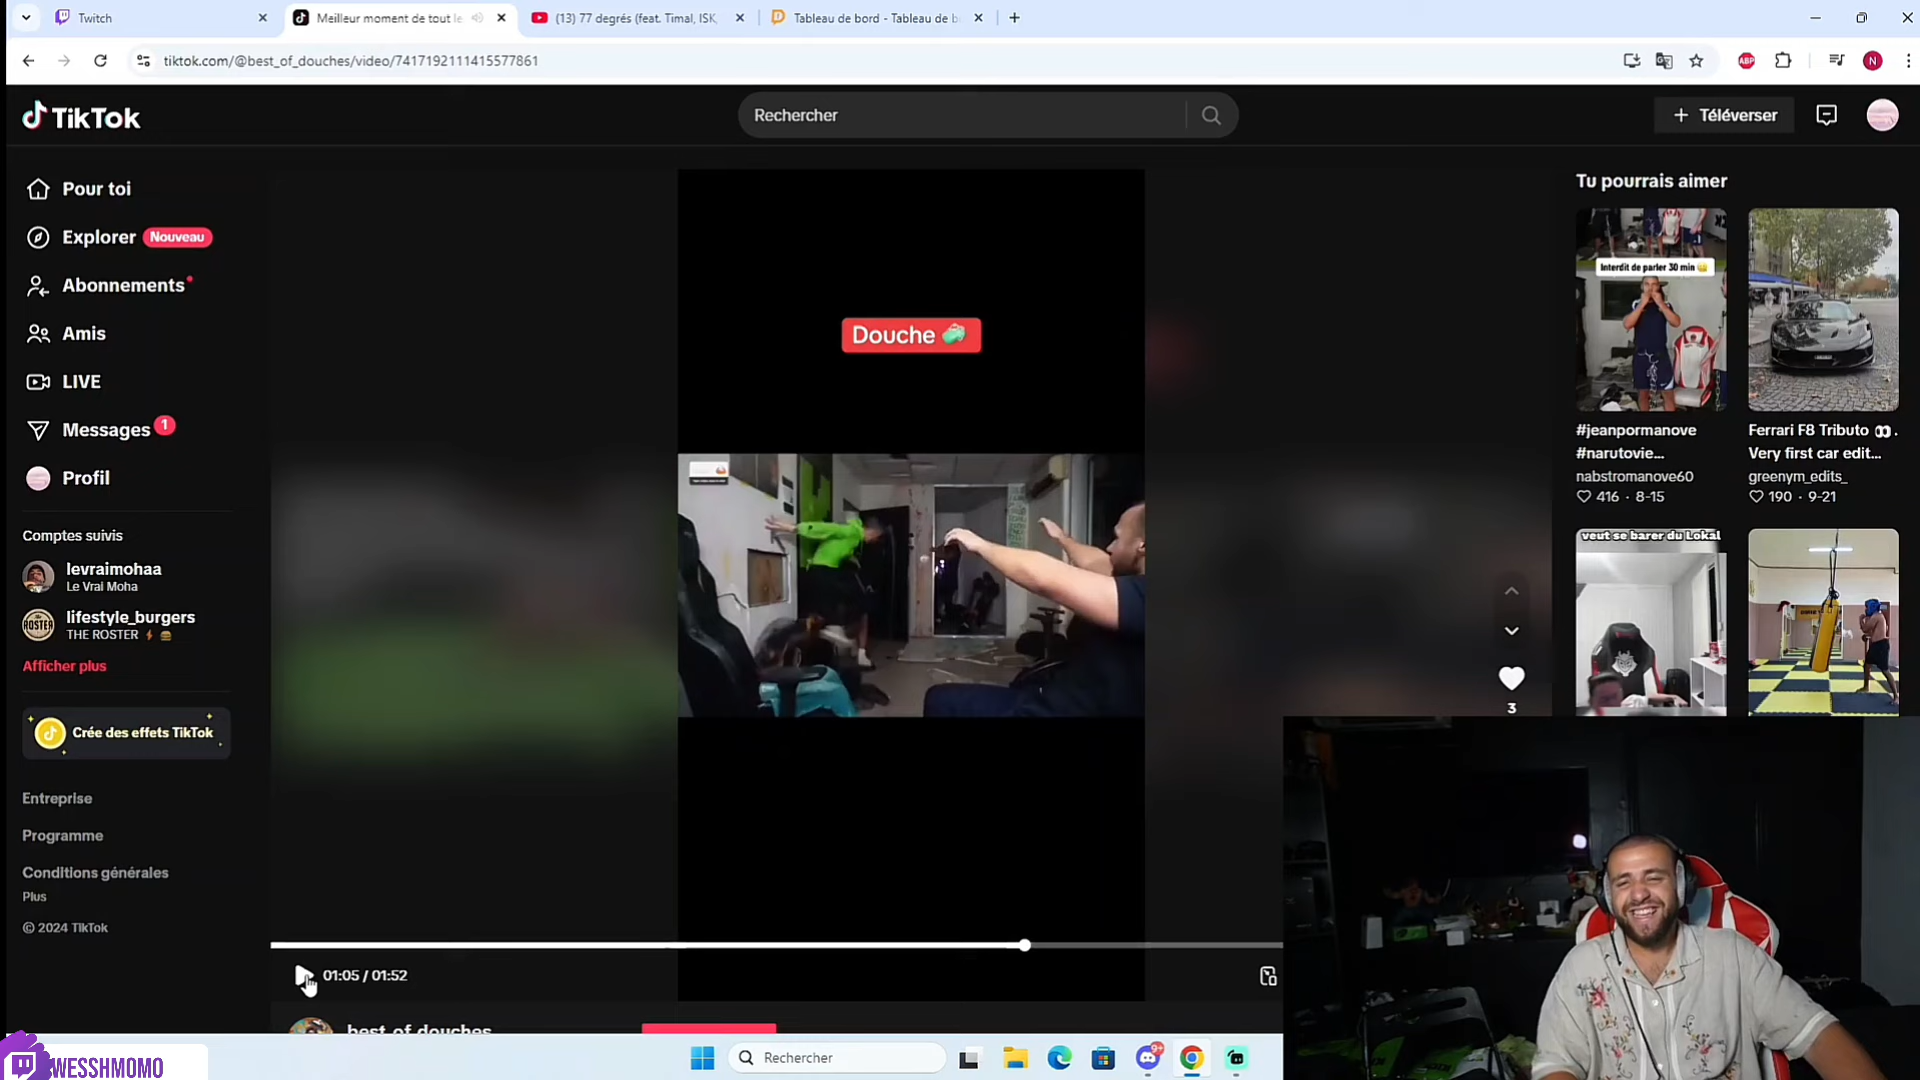 Twitch
Meilleur moment de tout le
(13) 77 degrés (feat. Timal, ISK,
Tableau de bord - Tableau de b
tiktok.com/@best_of_douches/video/7417192111415577861
ABP
N
TikTok
Rechercher
Téléverser
Pour toi
Explorer Nouveau
Abonnements
Amis
LIVE
Messages 1
Profil
Comptes suivis
levraimohaa
Le Vrai Moha
ROSTER
lifestyle_burgers
THE ROSTER
Afficher plus
Crée des effets TikTok
Entreprise
Programme
Conditions générales
Plus
© 2024 TikTok
Douche
3
01:05 / 01:52
best_of_douches
Tu pourrais aimer
Interdit de parler 30 min
#jeanpormanove
#narutovie...
nabstromanove60
416 · 8-15
Ferrari F8 Tributo 👀.
Very first car edit...
greenym_edits_
190 · 9-21
veut se barer du Lokal
WESSHMOMO
Rechercher
9+